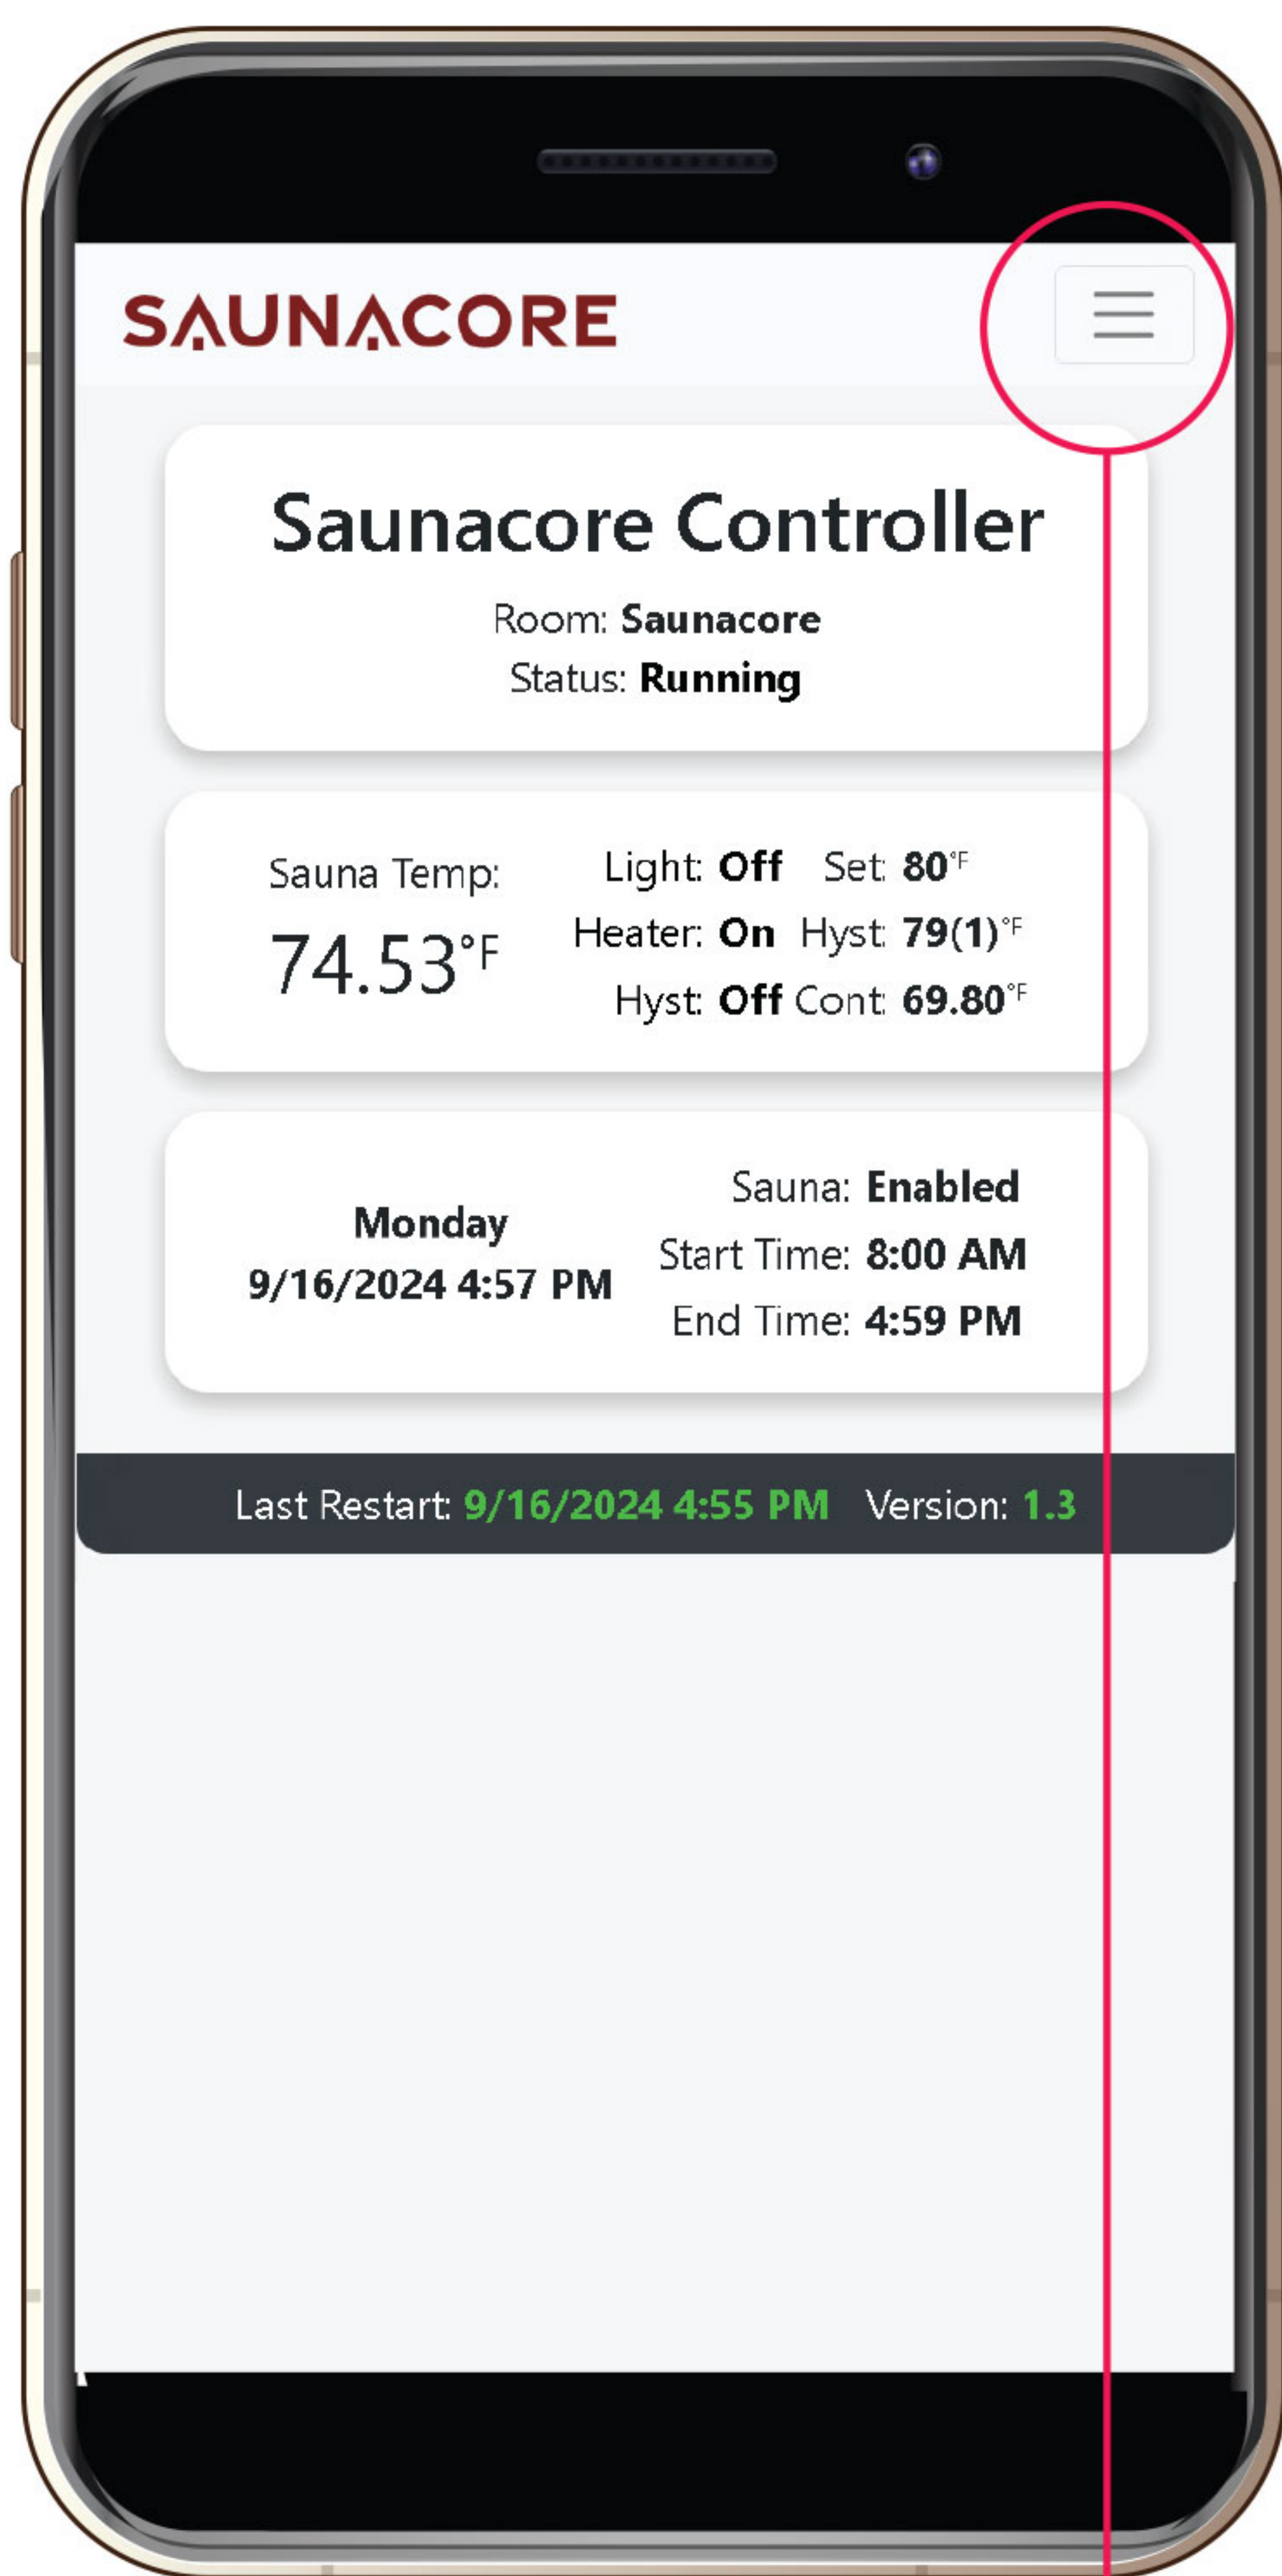 SAUNACORE
Saunacore Controller
Room: Saunacore
Status: Running
Sauna Temp:
74.53°F
Light: Off Set: 80°F
Heater: On Hyst: 79(1)°F
Hyst: Off Cont: 69.80°F
Monday
9/16/2024 4:57 PM
Sauna: Enabled
Start Time: 8:00 AM
End Time: 4:59 PM
Last Restart: 9/16/2024 4:55 PM Version: 1.3